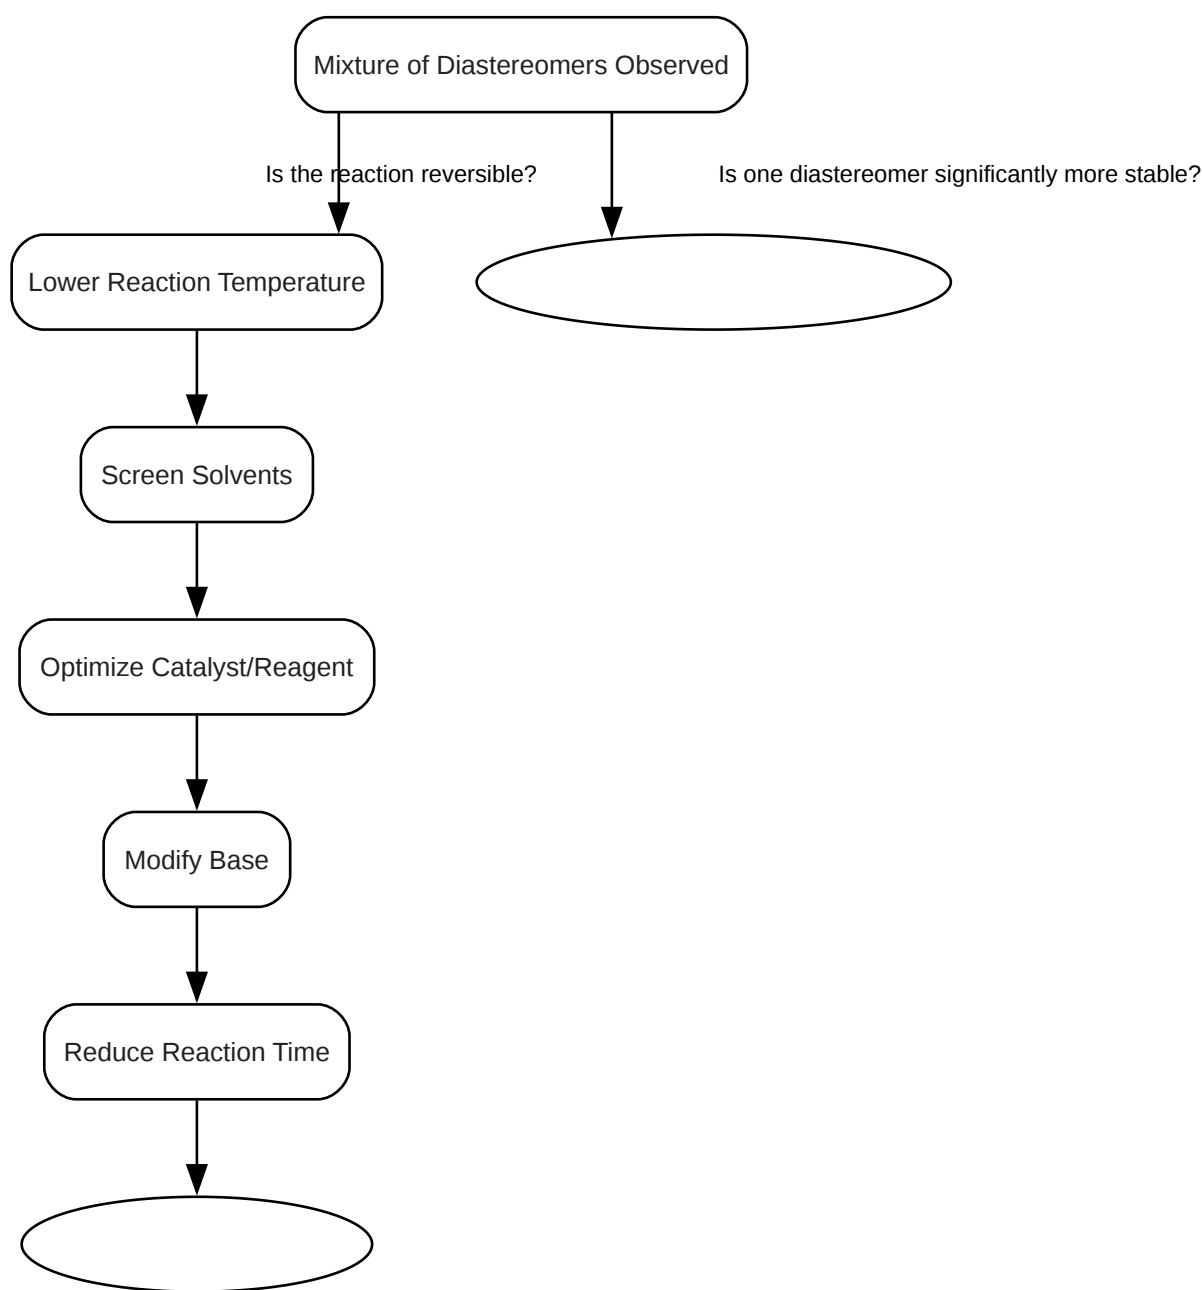 Mixture of Diastereomers Observed
Is the reaction reversible?
Is one diastereomer significantly more stable?
Lower Reaction Temperature
Screen Solvents
Optimize Catalyst/Reagent
Modify Base
Reduce Reaction Time